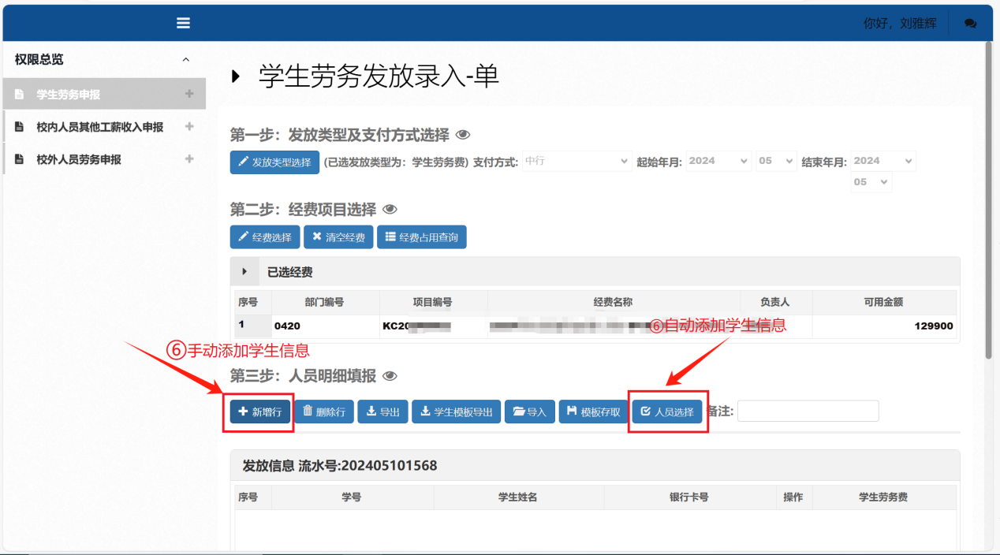 你好，刘雅辉
权限总览
学生劳务申报
校内人员其他工薪收入申报
校外人员劳务申报
学生劳务发放录入-单
第一步：发放类型及支付方式选择
发放类型选择 (已选发放类型为：学生劳务费) 支付方式: 中行 起始年月: 2024 05 结束年月: 2024
05
第二步：经费项目选择
经费选择 清空经费 经费占用查询
已选经费
序号 部门编号 项目编号 经费名称 负责人 可用金额
1 0420 KC20 129900
⑥自动添加学生信息
⑥手动添加学生信息
第三步：人员明细填报
新增行 删除行 导出 学生模板导出 导入 模板存取 人员选择 备注:
发放信息 流水号:202405101568
序号 学号 学生姓名 银行卡号 操作 学生劳务费